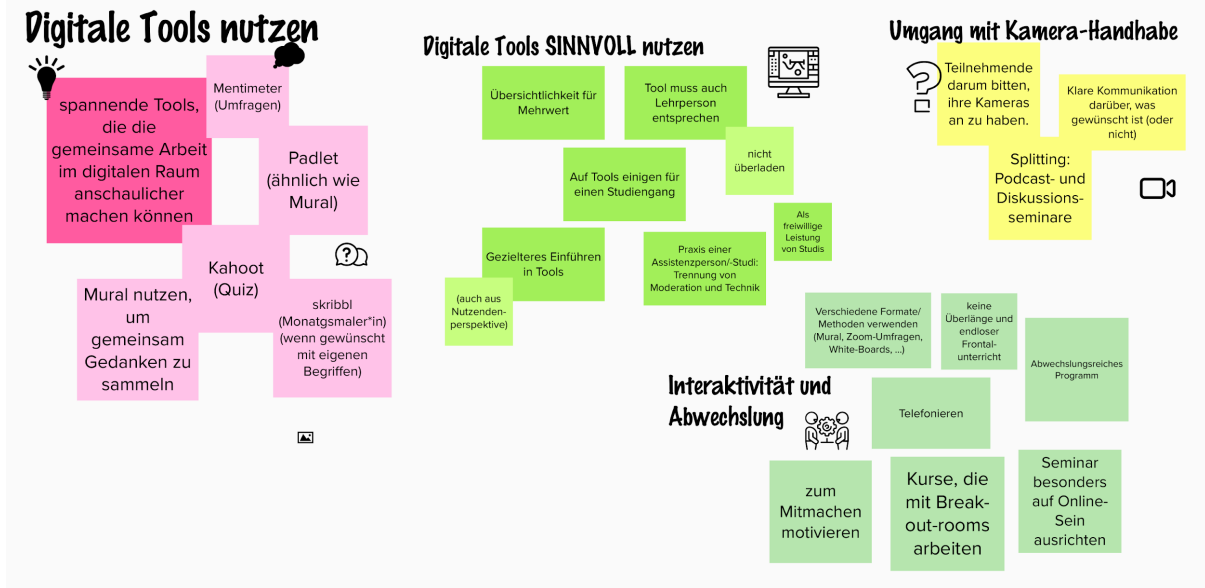 Digitale Tools nutzen
spannende Tools,
die die
gemeinsame Arbeit
im digitalen Raum
anschaulicher
machen können
Mentimeter
(Umfragen)
Padlet
(ähnlich wie
Mural)
Kahoot
(Quiz)
Mural nutzen,
um
gemeinsam
Gedanken zu
sammeln
skribbl
(Monatgsmaler*in)
(wenn gewünscht
mit eigenen
Begriffen)
Digitale Tools SINNVOLL nutzen
Übersichtlichkeit für
Mehrwert
Tool muss auch
Lehrperson
entsprechen
nicht
überladen
Auf Tools einigen für
einen Studiengang
Als
freiwillige
Leistung
von Studis
Gezielteres Einführen
in Tools
(auch aus
Nutzenden-
perspektive)
Praxis einer
Assistenzperson/-Studi:
Trennung von
Moderation und Technik
Umgang mit Kamera-Handhabe
Teilnehmende
darum bitten,
ihre Kameras
an zu haben.
Klare Kommunikation
darüber, was
gewünscht ist (oder
nicht)
Splitting:
Podcast- und
Diskussions-
seminare
Interaktivität und
Abwechslung
Verschiedene Formate/
Methoden verwenden
(Mural, Zoom-Umfragen,
White-Boards, ...)
keine
Überlänge und
endloser
Frontal-
unterricht
Abwechslungsreiches
Programm
Telefonieren
zum
Mitmachen
motivieren
Kurse, die
mit Break-
out-rooms
arbeiten
Seminar
besonders
auf Online-
Sein
ausrichten